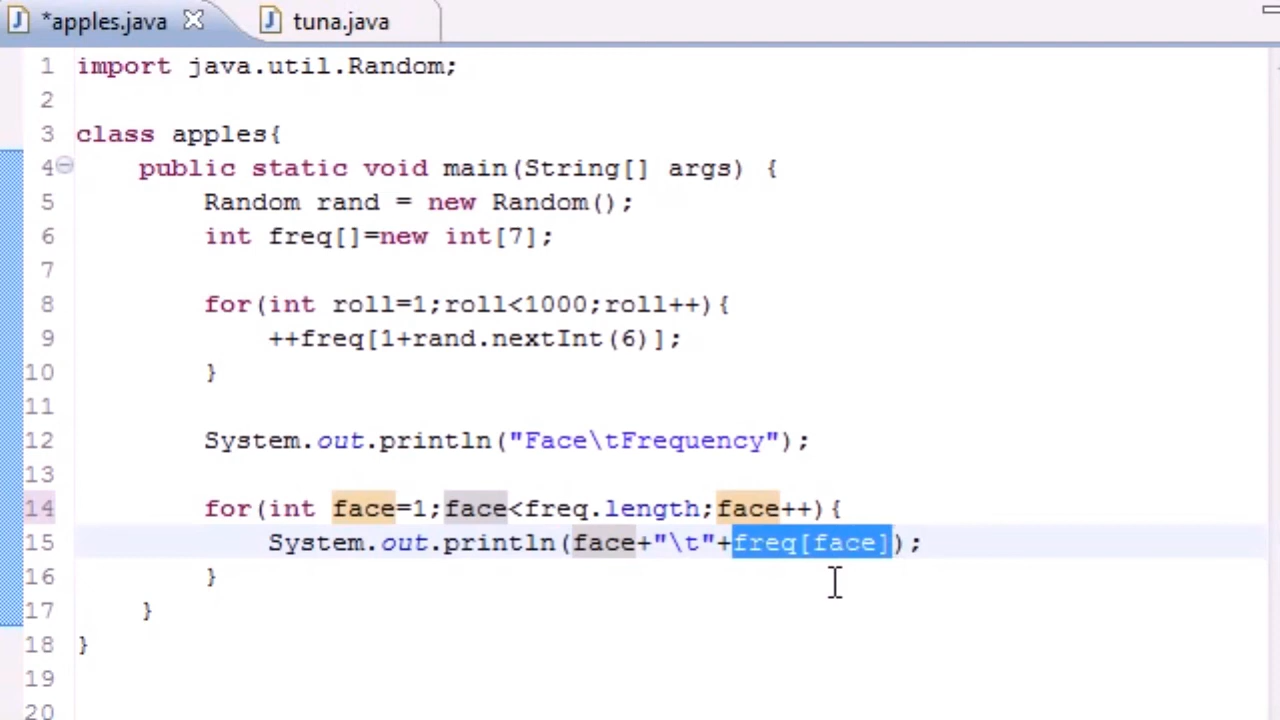 *apples.java tuna.java
1 import java.util.Random;
2
3 class apples{
4 public static void main(String[] args) {
5 Random rand = new Random();
6 int freq[]=new int[7];
7
8 for(int roll=1;roll<1000;roll++){
9 ++freq[1+rand.nextInt(6)];
10 }
11
12 System.out.println("Face\tFrequency");
13
14 for(int face=1;face<freq.length;face++){
15 System.out.println(face+"\t"+freq[face]);
16 }
17 }
18 }
19
20